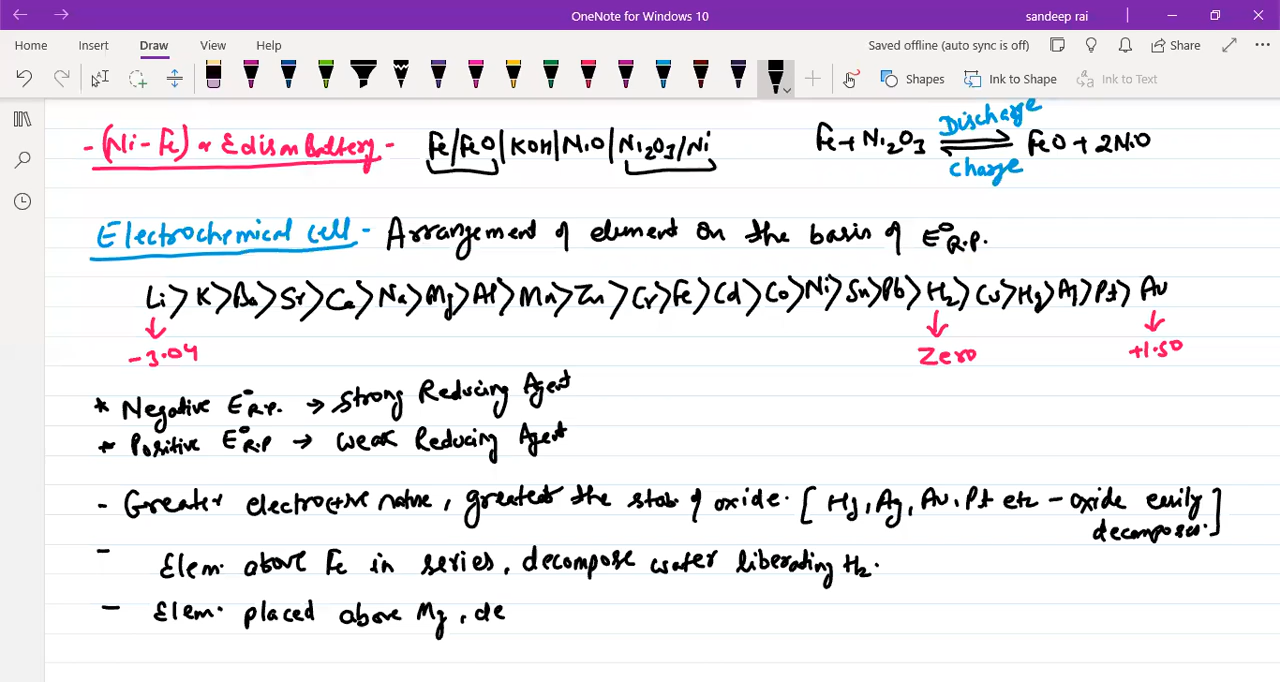 OneNote for Windows 10
sandeep rai
Home Insert Draw View Help
Saved offline (auto sync is off) Share
Shapes Ink to Shape Ink to Text
-(Ni-Fe) or Edison Battery-
Fe/FeO|KOH|NiO|Ni₂O₃/Ni
Fe + Ni₂O₃ ⇌ FeO + 2NiO
Discharge
charge
Electrochemical cell - Arrangement of element on the basis of E°R.P.
Li > K > Ba > Sr > Ca > Na > Mg > Al > Mn > Zn > Cr > Fe > Cd > Co > Ni > Sn > Pb > H₂ > Cu > Hg > Ag > Pt > Au
-3.04 Zero +1.50
* Negative E°R.P. → strong Reducing Agent
* Positive E°R.P → weak Reducing Agent
- Greater electroctive nature, greatest the stab of oxide. [Hg, Ag, Au, Pt etc - oxide easily
decomposes.]
- Elem. above Fe in series, decompose water liberating H₂.
- Elem. placed above Mg, de